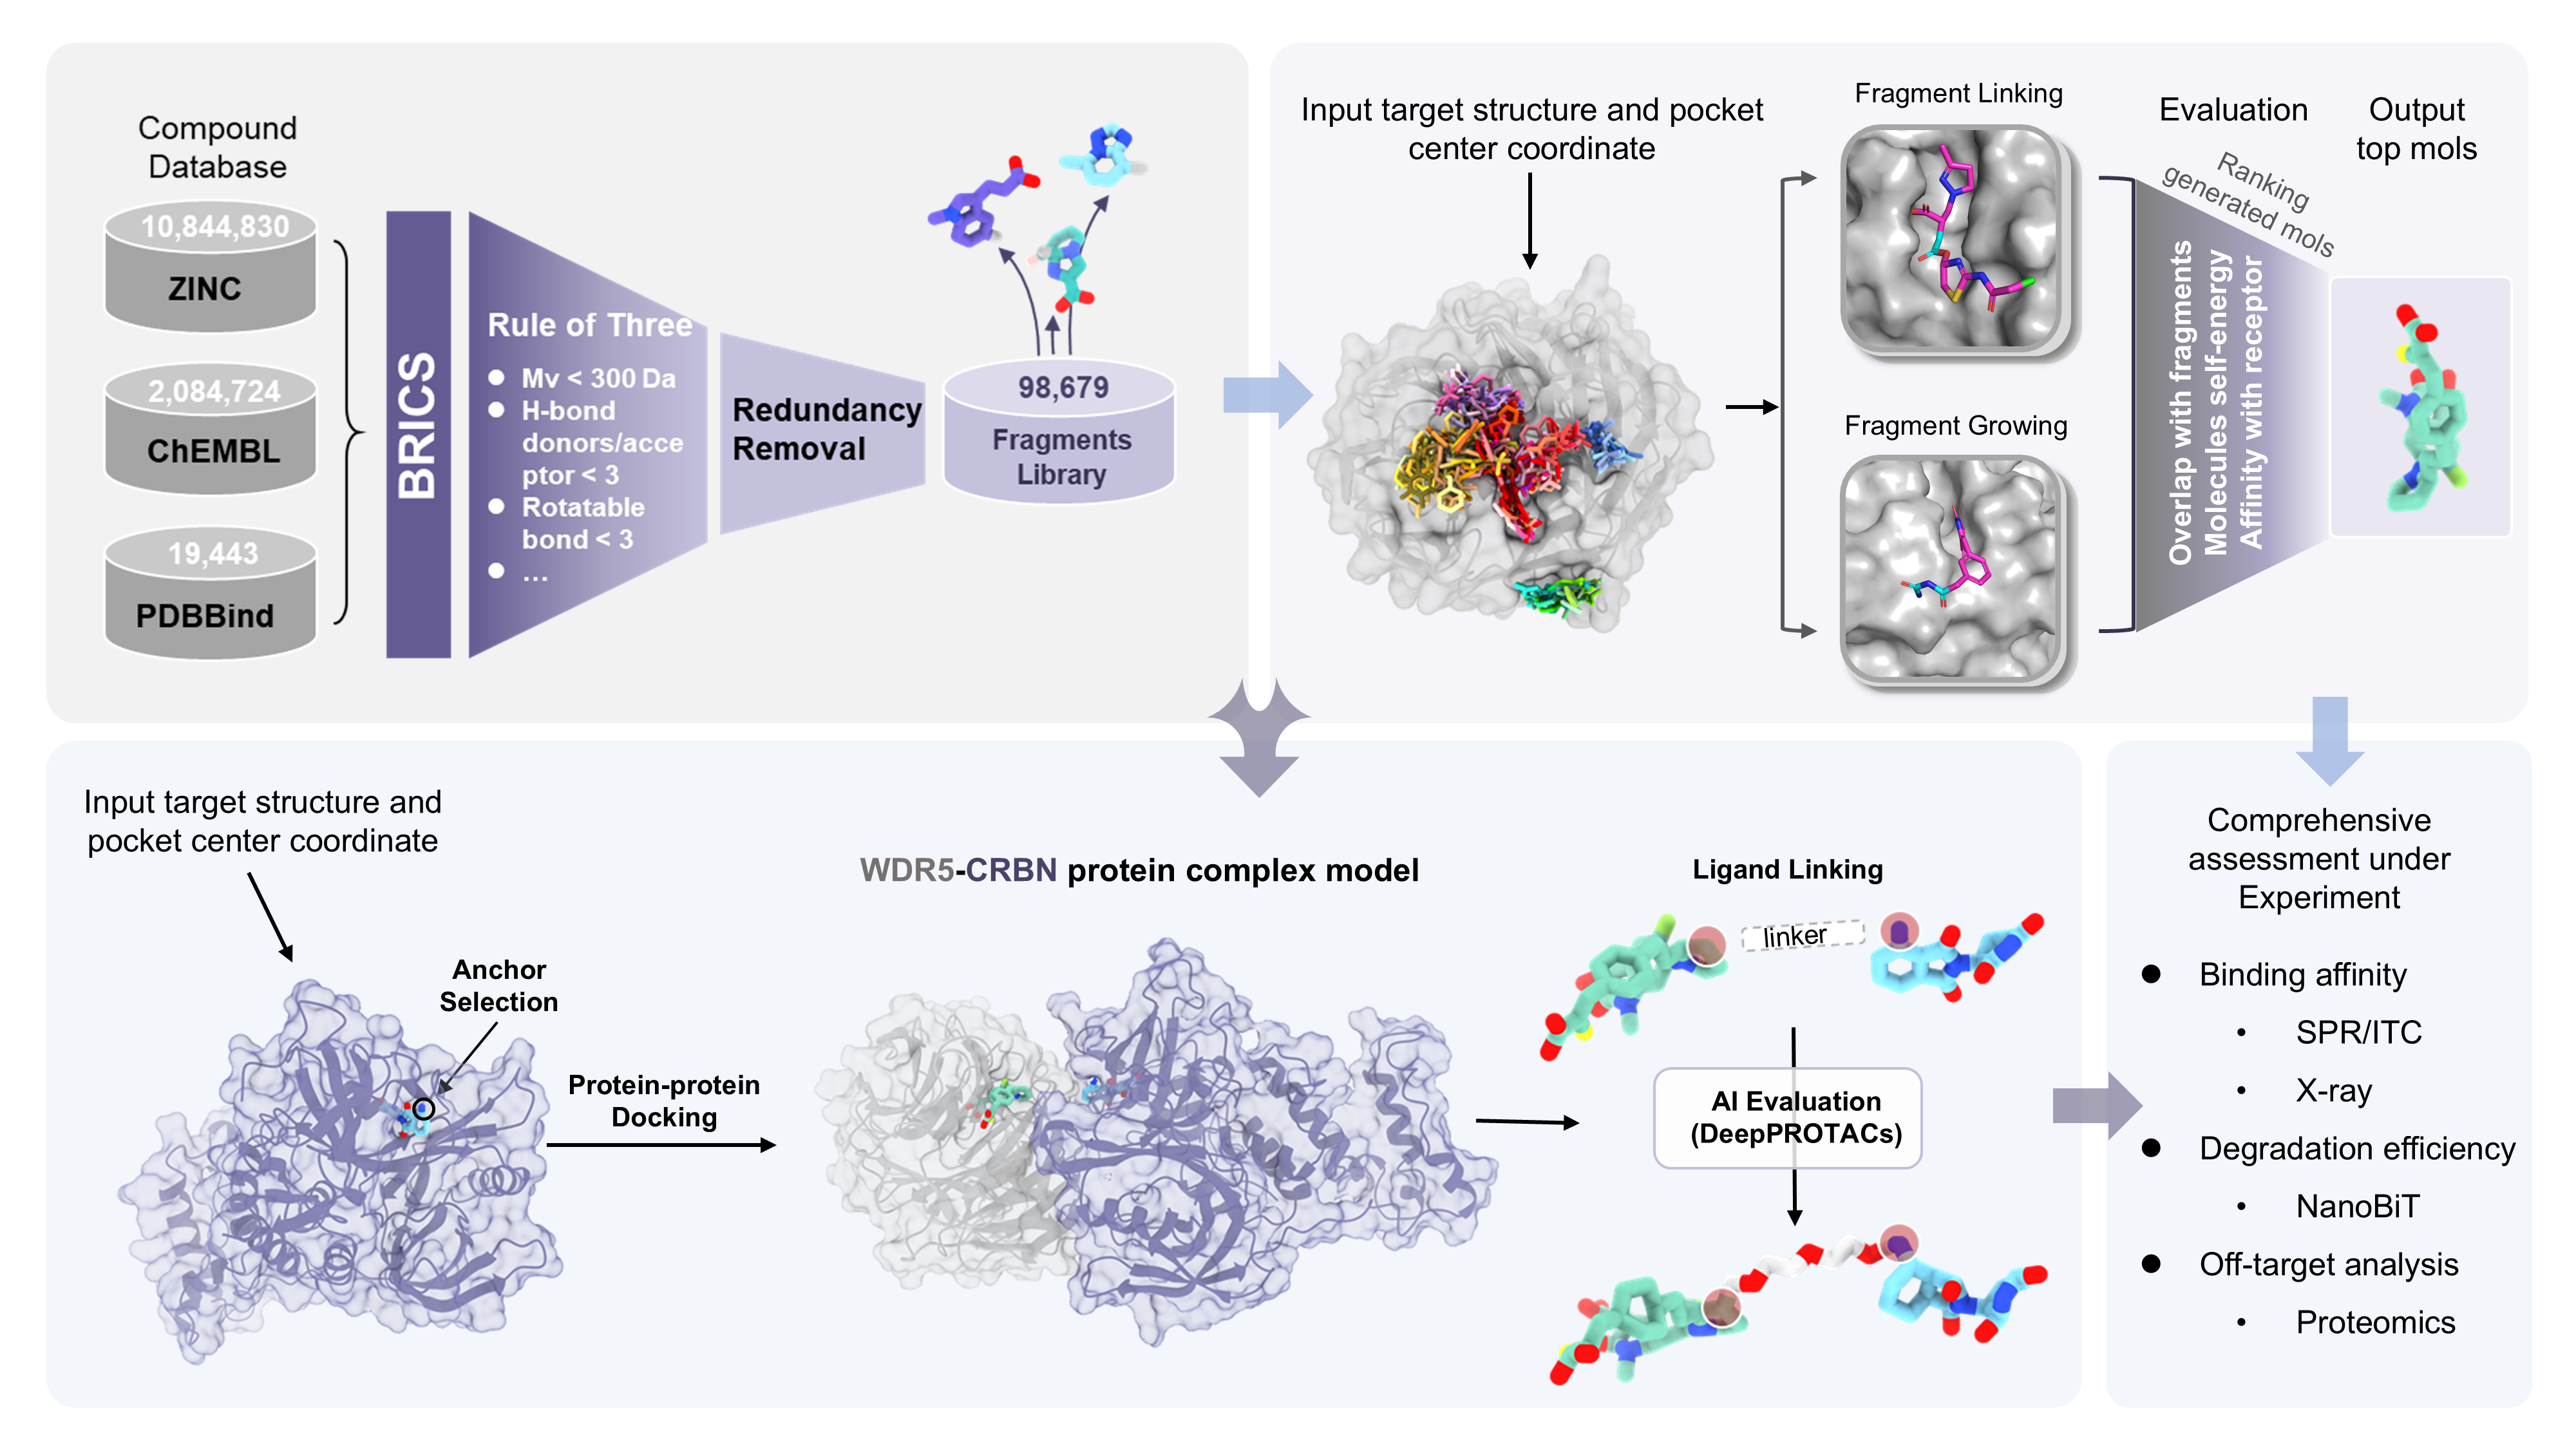 Compound
Database
10,844,830
ZINC
2,084,724
ChEMBL
19,443
PDBBind
BRICS
Rule of Three
● Mv < 300 Da
● H-bond
donors/acce
ptor < 3
● Rotatable
bond < 3
● ...
Redundancy
Removal
98,679
Fragments
Library
Input target structure and pocket
center coordinate
Fragment Linking
Fragment Growing
Evaluation
Ranking
generated mols
Overlap with fragments
Molecules self-energy
Affinity with receptor
Output
top mols
Input target structure and
pocket center coordinate
Anchor
Selection
Protein-protein
Docking
WDR5-CRBN protein complex model
Ligand Linking
linker
AI Evaluation
(DeepPROTACs)
Comprehensive
assessment under
Experiment
● Binding affinity
• SPR/ITC
• X-ray
● Degradation efficiency
• NanoBiT
● Off-target analysis
• Proteomics